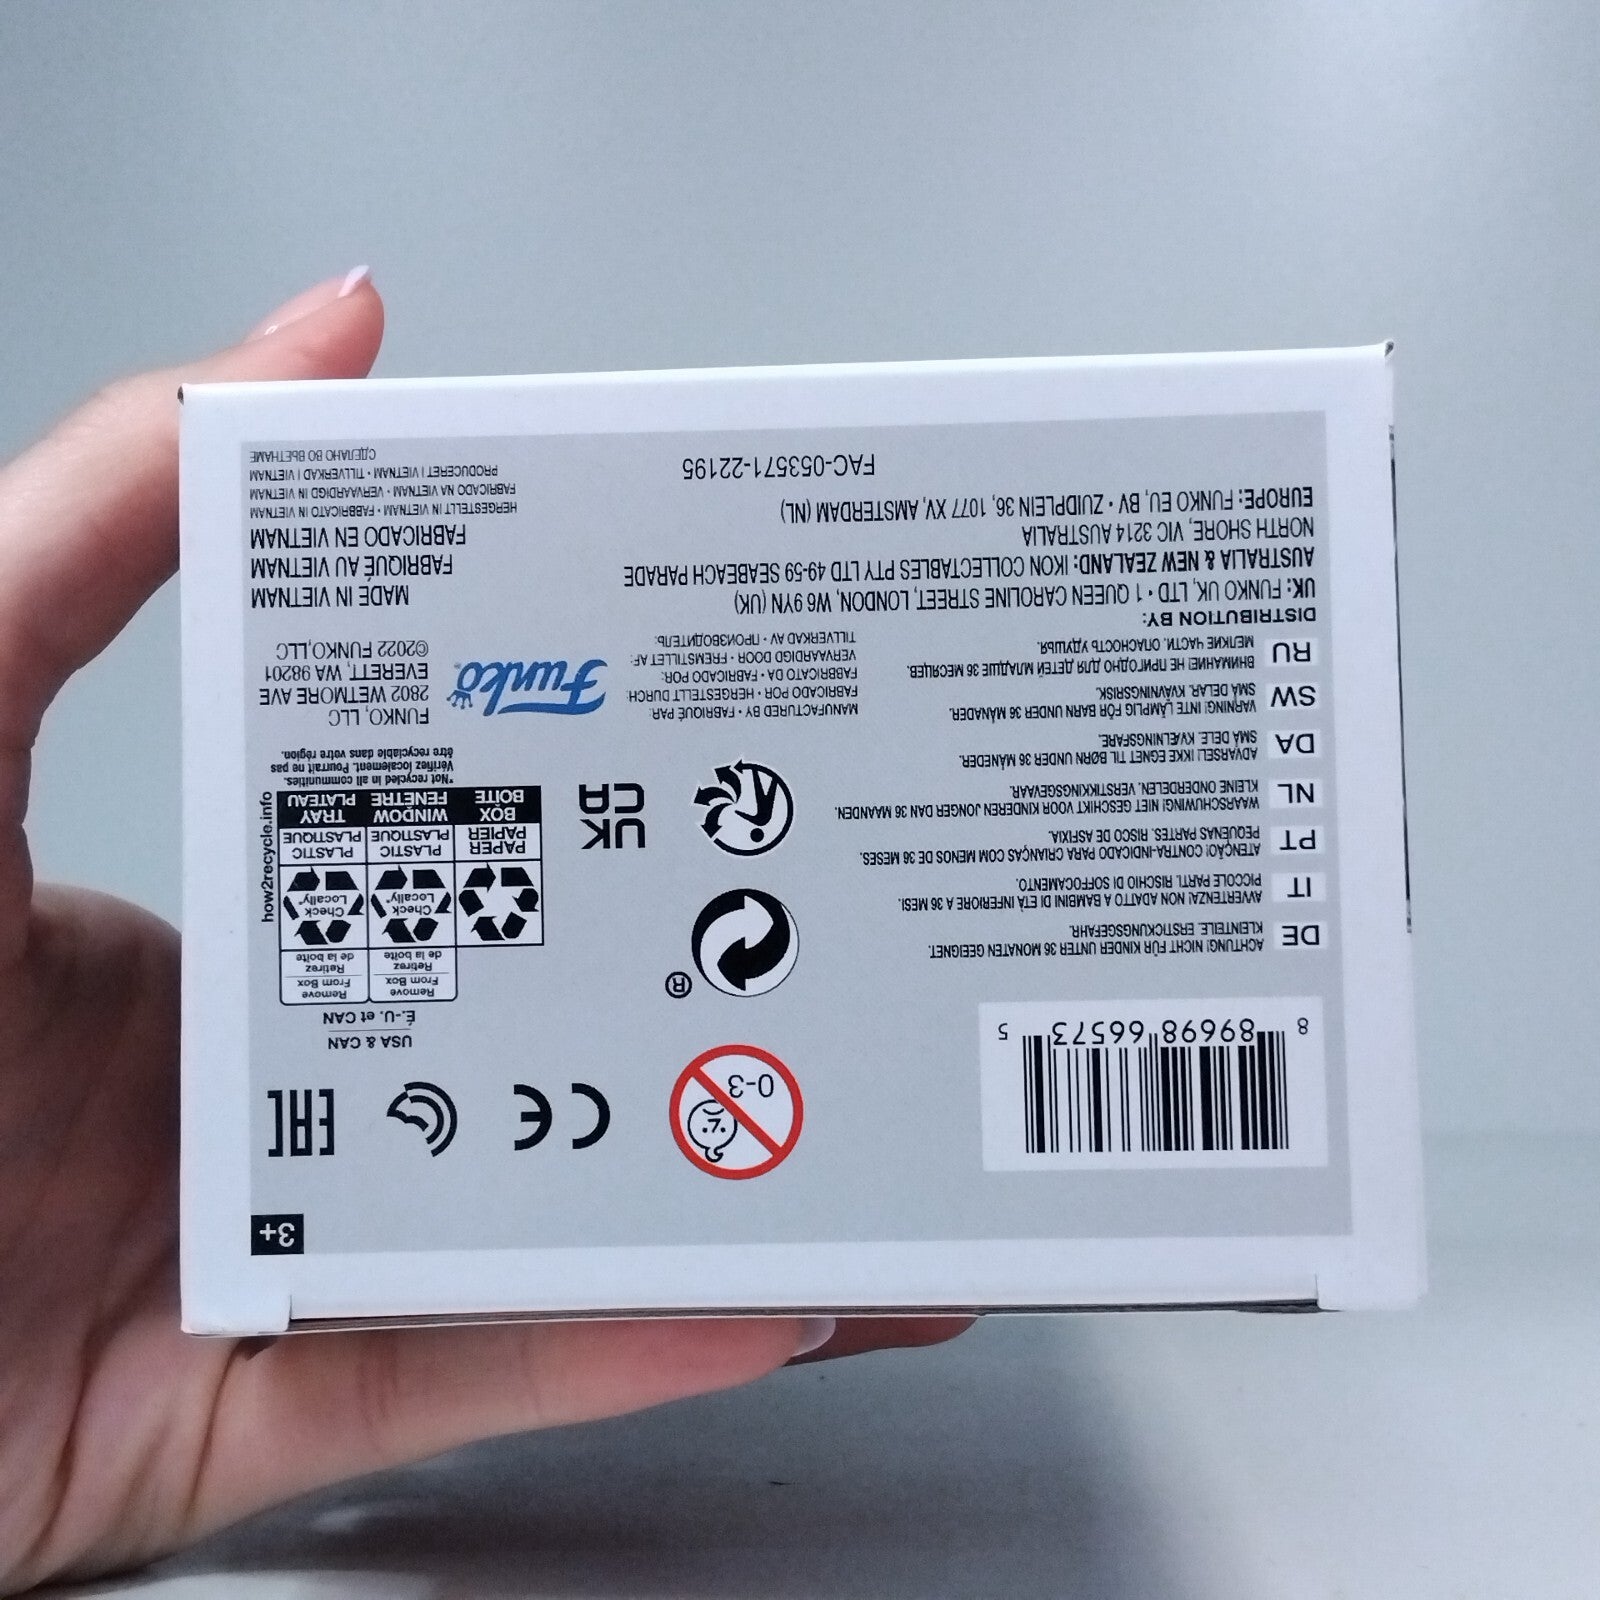 3+
8 89698 66573 5
0-3
CE
EAC
USA & CAN
É.-U. et CAN
Remove
From Box
Retirez
de la boîte
Remove
From Box
Retirez
de la boîte
Check
Locally*
Check
Locally*
PAPER
PAPIER
BOX
BOÎTE
PLASTIC
PLASTIQUE
WINDOW
FENÊTRE
PLASTIC
PLASTIQUE
TRAY
PLATEAU
how2recycle.info
*Not recycled in all communities.
Vérifiez localement. Pourrait ne pas
être recyclable dans votre région.
®
UK
CA
DE
ACHTUNG! NICHT FÜR KINDER UNTER 36 MONATEN GEEIGNET.
KLEINTEILE. ERSTICKUNGSGEFAHR.
IT
AVVERTENZA! NON ADATTO A BAMBINI DI ETÀ INFERIORE A 36 MESI.
PICCOLE PARTI. RISCHIO DI SOFFOCAMENTO.
PT
ATENÇÃO! CONTRA-INDICADO PARA CRIANÇAS COM MENOS DE 36 MESES.
PEQUENAS PARTES. RISCO DE ASFIXIA.
NL
WAARSCHUWING! NIET GESCHIKT VOOR KINDEREN JONGER DAN 36 MAANDEN.
KLEINE ONDERDELEN. VERSTIKKINGSGEVAAR.
DA
ADVARSEL! IKKE EGNET TIL BØRN UNDER 36 MÅNEDER.
SMÅ DELE. KVÆLNINGSFARE.
SW
VARNING! INTE LÄMPLIG FÖR BARN UNDER 36 MÅNADER.
SMÅ DELAR. KVÄVNINGSRISK.
RU
ВНИМАНИЕ! НЕ ПРИГОДНО ДЛЯ ДЕТЕЙ МЛАДШЕ 36 МЕСЯЦЕВ.
МЕЛКИЕ ЧАСТИ. ОПАСНОСТЬ УДУШЬЯ.
MANUFACTURED BY • FABRIQUÉ PAR:
FABRICADO POR • HERGESTELLT DURCH:
FABRICATO DA • FABRICADO POR:
VERVAARDIGD DOOR • FREMSTILLET AF:
TILLVERKAD AV • ПРОИЗВОДИТЕЛЬ:
Funko™
FUNKO, LLC
2802 WETMORE AVE
EVERETT, WA 98201
©2022 FUNKO,LLC
DISTRIBUTION BY:
UK: FUNKO UK, LTD • 1 QUEEN CAROLINE STREET, LONDON, W6 9YN (UK)
AUSTRALIA & NEW ZEALAND: IKON COLLECTABLES PTY LTD 49-59 SEABEACH PARADE
NORTH SHORE, VIC 3214 AUSTRALIA
EUROPE: FUNKO EU, BV • ZUIDPLEIN 36, 1077 XV, AMSTERDAM (NL)
FAC-053571-22195
MADE IN VIETNAM
FABRIQUÉ AU VIETNAM
FABRICADO EN VIETNAM
HERGESTELLT IN VIETNAM • FABBRICATO IN VIETNAM
FABRICADO NA VIETNAM • VERVAARDIGD IN VIETNAM
PRODUCERET I VIETNAM • TILLVERKAD I VIETNAM
СДЕЛАНО ВО ВЬЕТНАМЕ